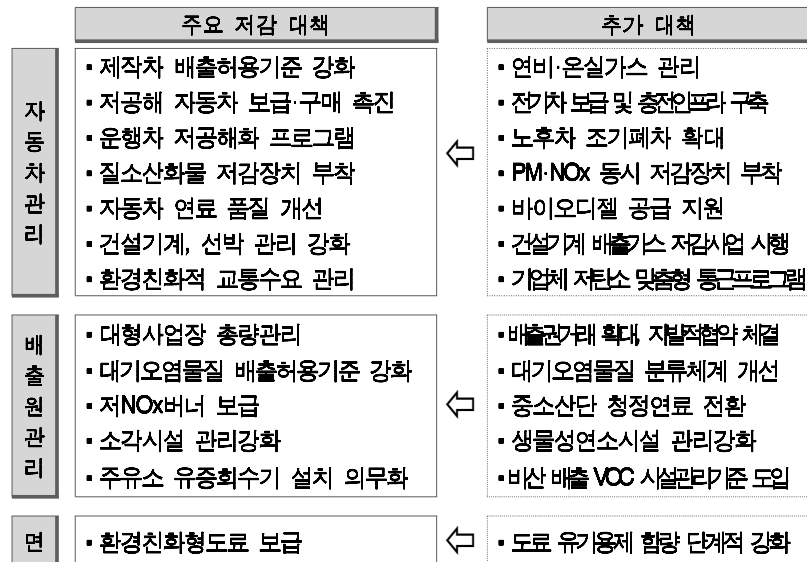 주요 저감 대책
추가 대책
자동차관리
▪ 제작차 배출허용기준 강화
▪ 저공해 자동차 보급·구매 촉진
▪ 운행차 저공해화 프로그램
▪ 질소산화물 저감장치 부착
▪ 자동차 연료 품질 개선
▪ 건설기계, 선박 관리 강화
▪ 환경친화적 교통수요 관리
⇦
▪ 연비·온실가스 관리
▪ 전기차 보급 및 충전인프라 구축
▪ 노후차 조기폐차 확대
▪ PM·NOx 동시 저감장치 부착
▪ 바이오디젤 공급 지원
▪ 건설기계 배출가스 저감사업 시행
▪ 기업체 저탄소 맞춤형 통근프로그램
배출원관리
▪ 대형사업장 총량관리
▪ 대기오염물질 배출허용기준 강화
▪ 저NOx버너 보급
▪ 소각시설 관리강화
▪ 주유소 유증회수기 설치 의무화
⇦
▪ 배출권거래 확대, 자발적협약 체결
▪ 대기오염물질 분류체계 개선
▪ 중소산단 청정연료 전환
▪ 생물성연소시설 관리강화
▪ 비산 배출 VOC 시설관리기준 도입
면
▪ 환경친화형도료 보급
⇦
▪ 도료 유기용제 함량 단계적 강화